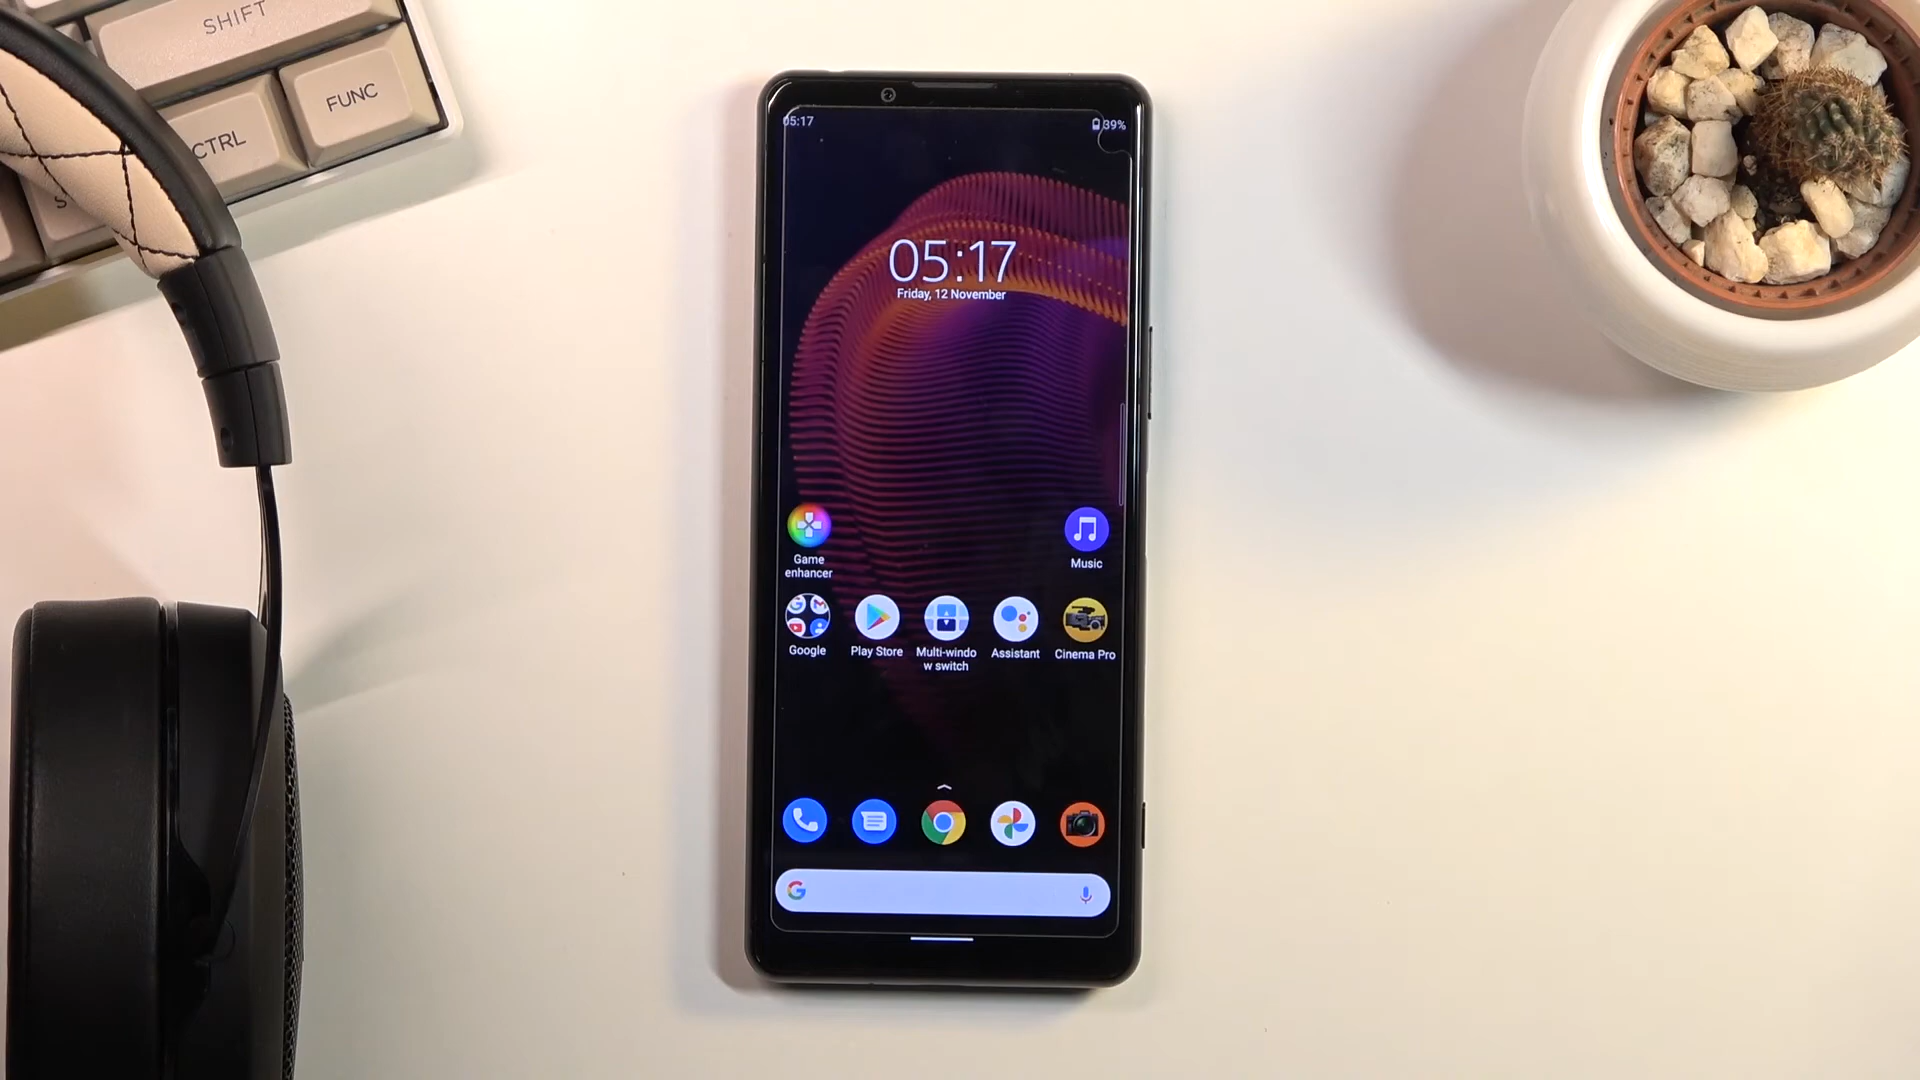 SHIFT
CTRL
FUNC
S
05:17
39%
05:17
Friday, 12 November
Game
enhancer
Music
Google
Play Store
Multi-windo
w switch
Assistant
Cinema Pro